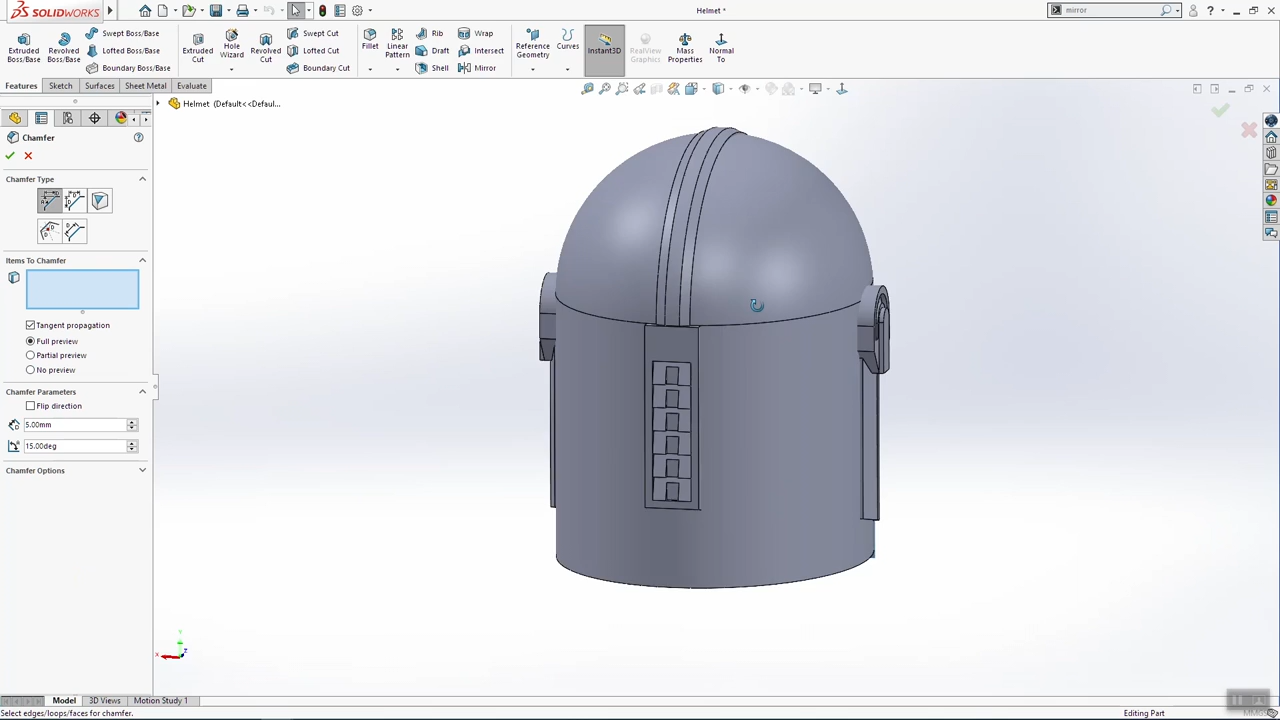 SOLIDWORKS
Helmet *
mirror
Extruded Boss/Base
Revolved Boss/Base
Swept Boss/Base
Lofted Boss/Base
Boundary Boss/Base
Extruded Cut
Hole Wizard
Revolved Cut
Swept Cut
Lofted Cut
Boundary Cut
Fillet
Linear Pattern
Rib
Draft
Shell
Wrap
Intersect
Mirror
Reference Geometry
Curves
Instant3D
RealView Graphics
Mass Properties
Normal To
Features
Sketch
Surfaces
Sheet Metal
Evaluate
Helmet (Default<<Defaul...
Chamfer
Chamfer Type
Items To Chamfer
Tangent propagation
Full preview
Partial preview
No preview
Chamfer Parameters
Flip direction
5.00mm
15.00deg
Chamfer Options
Model
3D Views
Motion Study 1
Select edges/loops/faces for chamfer.
Editing Part